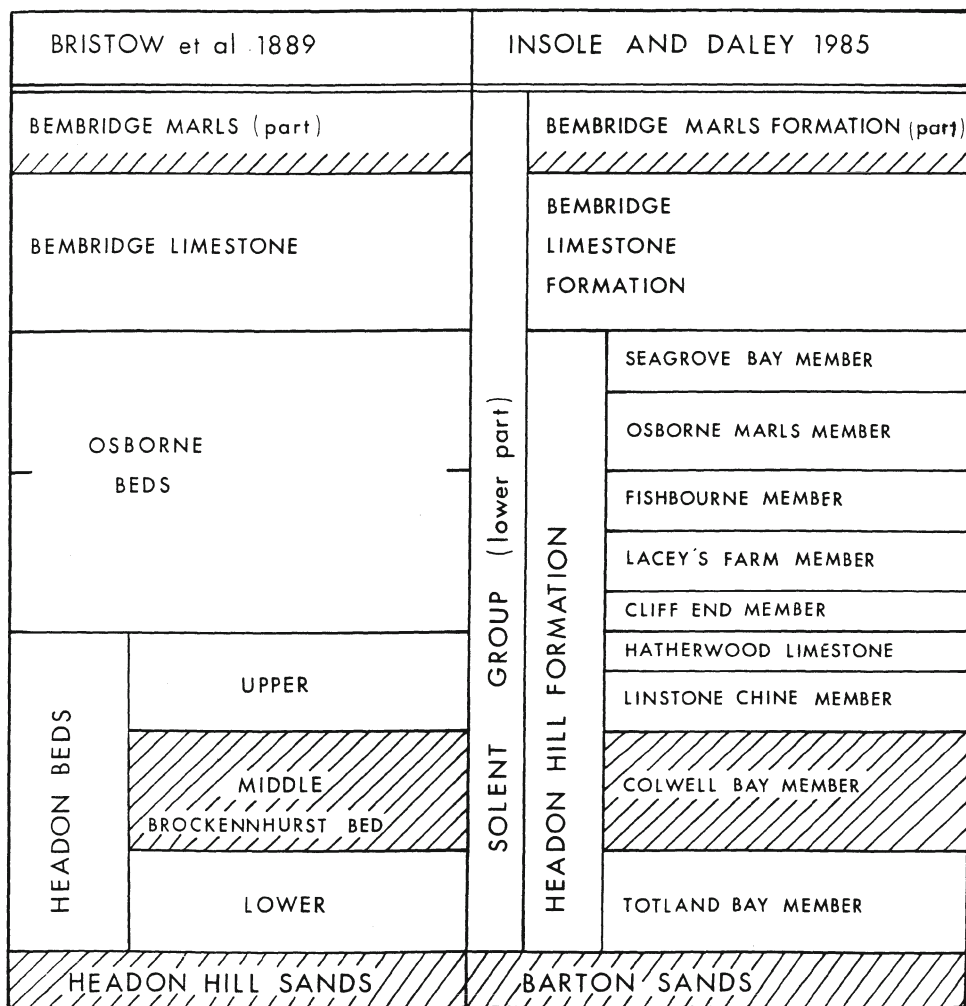 BRISTOW et al 1889
INSOLE AND DALEY 1985
BEMBRIDGE MARLS (part)
BEMBRIDGE LIMESTONE
OSBORNE
BEDS
HEADON BEDS
UPPER
MIDDLE
BROCKENNHURST BED
LOWER
HEADON HILL SANDS
SOLENT GROUP (lower part)
BEMBRIDGE MARLS FORMATION (part)
BEMBRIDGE
LIMESTONE
FORMATION
HEADON HILL FORMATION
SEAGROVE BAY MEMBER
OSBORNE MARLS MEMBER
FISHBOURNE MEMBER
LACEY'S FARM MEMBER
CLIFF END MEMBER
HATHERWOOD LIMESTONE
LINSTONE CHINE MEMBER
COLWELL BAY MEMBER
TOTLAND BAY MEMBER
BARTON SANDS